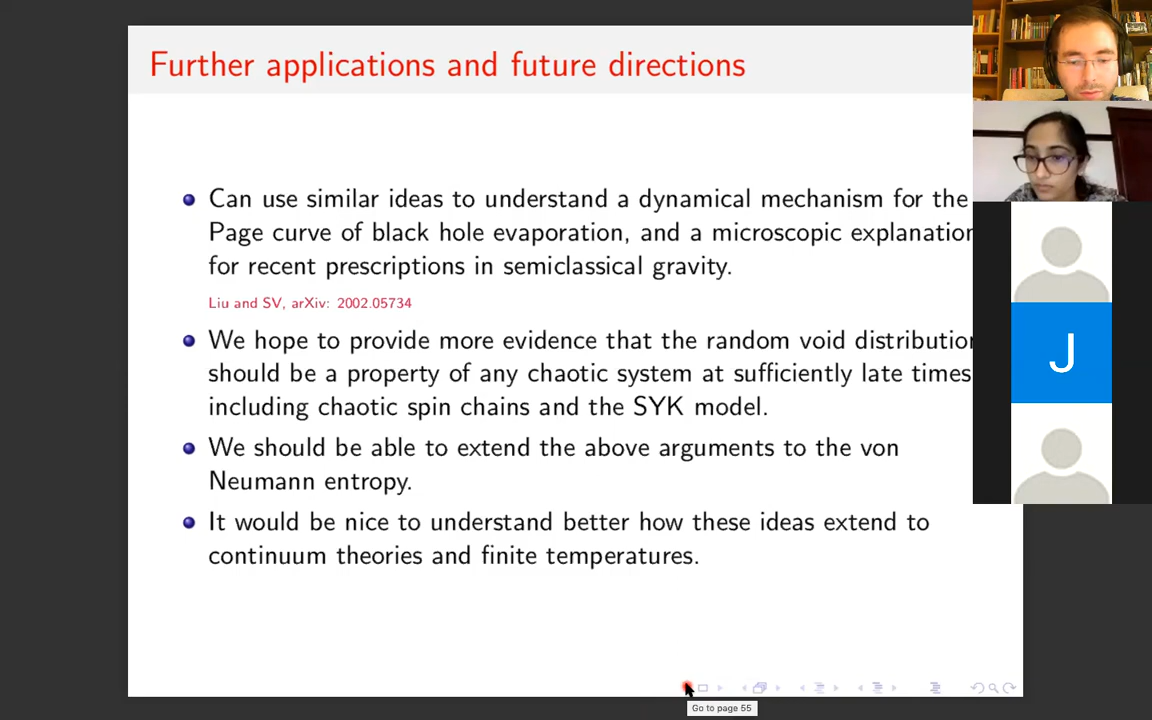 Further applications and future directions
Can use similar ideas to understand a dynamical mechanism for the
Page curve of black hole evaporation, and a microscopic explanation
for recent prescriptions in semiclassical gravity.
Liu and SV, arXiv: 2002.05734
We hope to provide more evidence that the random void distribution
should be a property of any chaotic system at sufficiently late times
including chaotic spin chains and the SYK model.
We should be able to extend the above arguments to the von
Neumann entropy.
It would be nice to understand better how these ideas extend to
continuum theories and finite temperatures.
J
Go to page 55